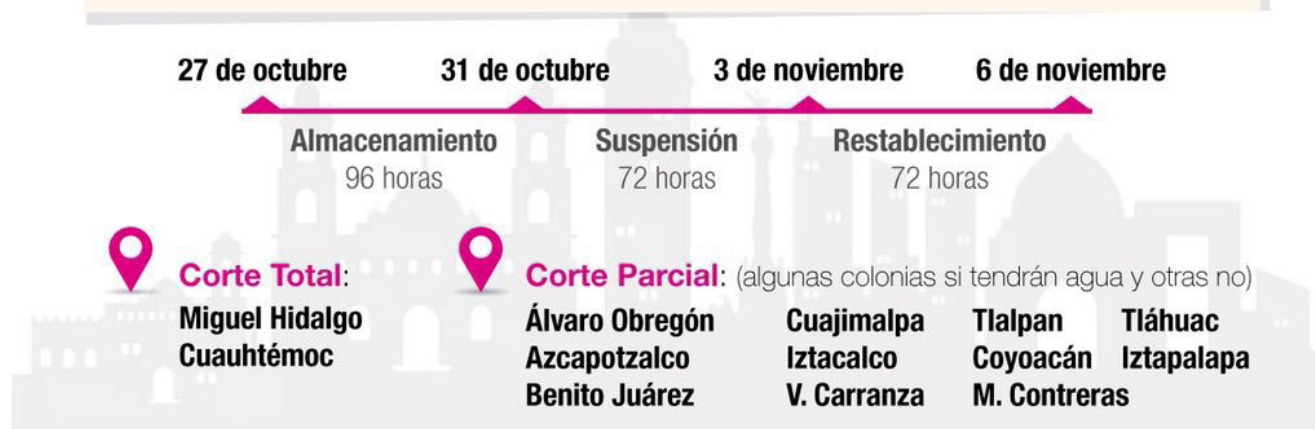 27 de octubre 31 de octubre 3 de noviembre 6 de noviembre
Almacenamiento Suspensión Restablecimiento
96 horas 72 horas 72 horas
Corte Total:
Miguel Hidalgo
Cuauhtémoc
Corte Parcial: (algunas colonias si tendrán agua y otras no)
Álvaro Obregón Cuajimalpa Tlalpan Tláhuac
Azcapotzalco Iztacalco Coyoacán Iztapalapa
Benito Juárez V. Carranza M. Contreras